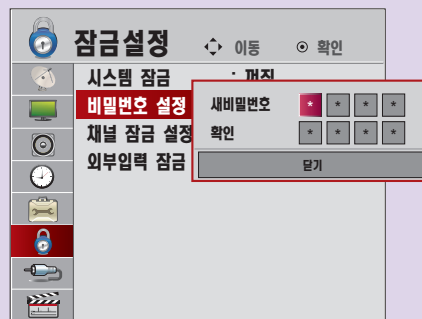 잠금설정 이동 확인
시스템 잠금 : 꺼짐
비밀번호 설정
채널 잠금 설정
외부입력 잠금
새비밀번호 * * * *
확인 * * * *
닫기